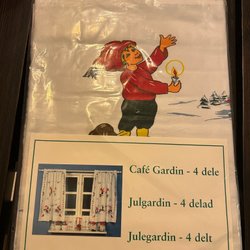 Café Gardin - 4 dele
Julgardin - 4 delad
Julegardin - 4 delt